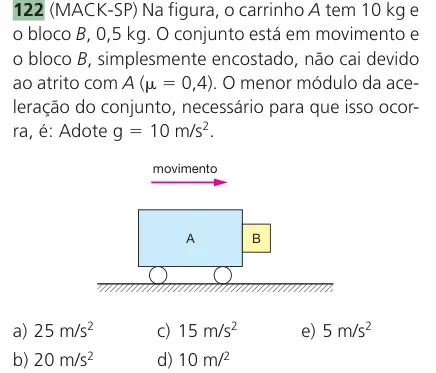 122 (MACK-SP) Na figura, o carrinho A tem 10 kg e
o bloco B, 0,5 kg. O conjunto está em movimento e
o bloco B, simplesmente encostado, não cai devido
ao atrito com A (μ = 0,4). O menor módulo da ace-
leração do conjunto, necessário para que isso ocor-
ra, é: Adote g = 10 m/s².
movimento
A B
a) 25 m/s² c) 15 m/s² e) 5 m/s²
b) 20 m/s² d) 10 m/²